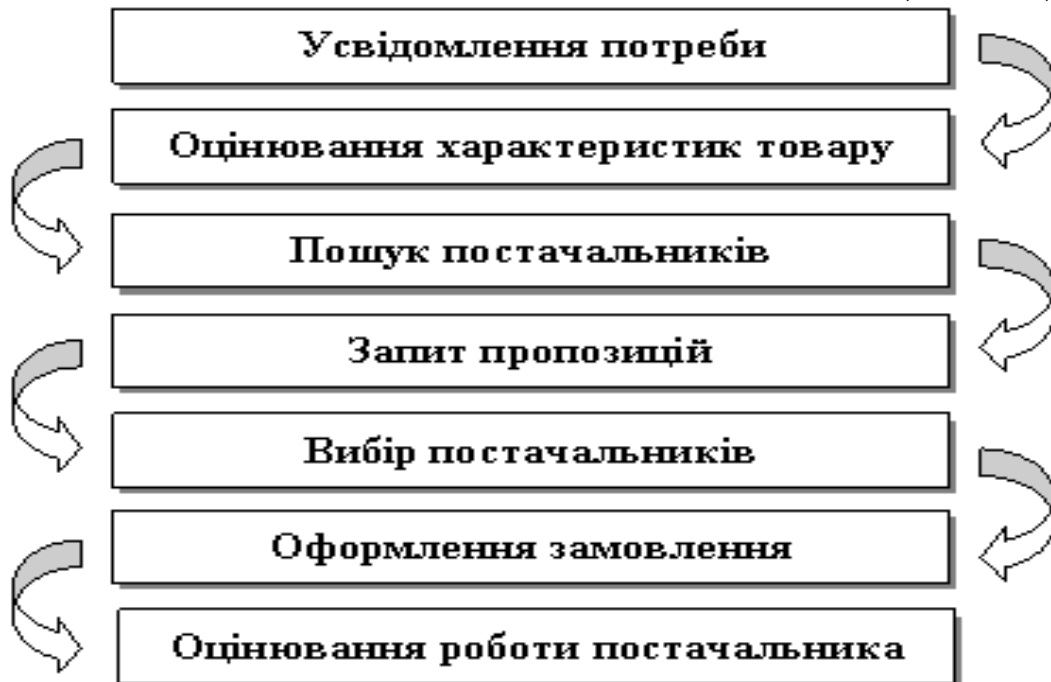 Усвідомлення потреби
Оцінювання характеристик товару
Пошук постачальників
Запит пропозицій
Вибір постачальників
Оформлення замовлення
Оцінювання роботи постачальника